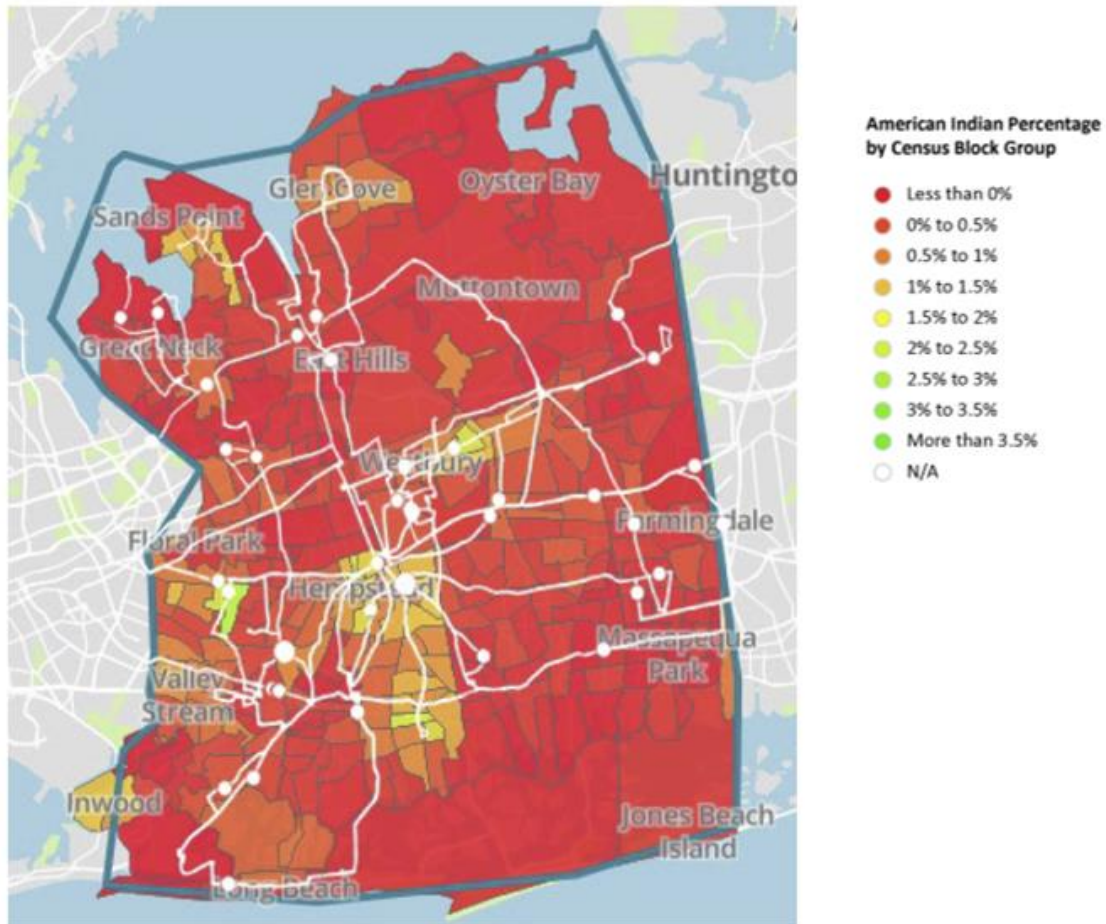 Glen Cove
Oyster Bay
Huntingto
Sands Point
Muttontown
Great Neck
East Hills
Westbury
Farmingdale
Floral Park
Hempstead
Massapequa
Park
Valley
Stream
Inwood
Jones Beach
Island
Long Beach
American Indian Percentage
by Census Block Group
Less than 0%
0% to 0.5%
0.5% to 1%
1% to 1.5%
1.5% to 2%
2% to 2.5%
2.5% to 3%
3% to 3.5%
More than 3.5%
N/A